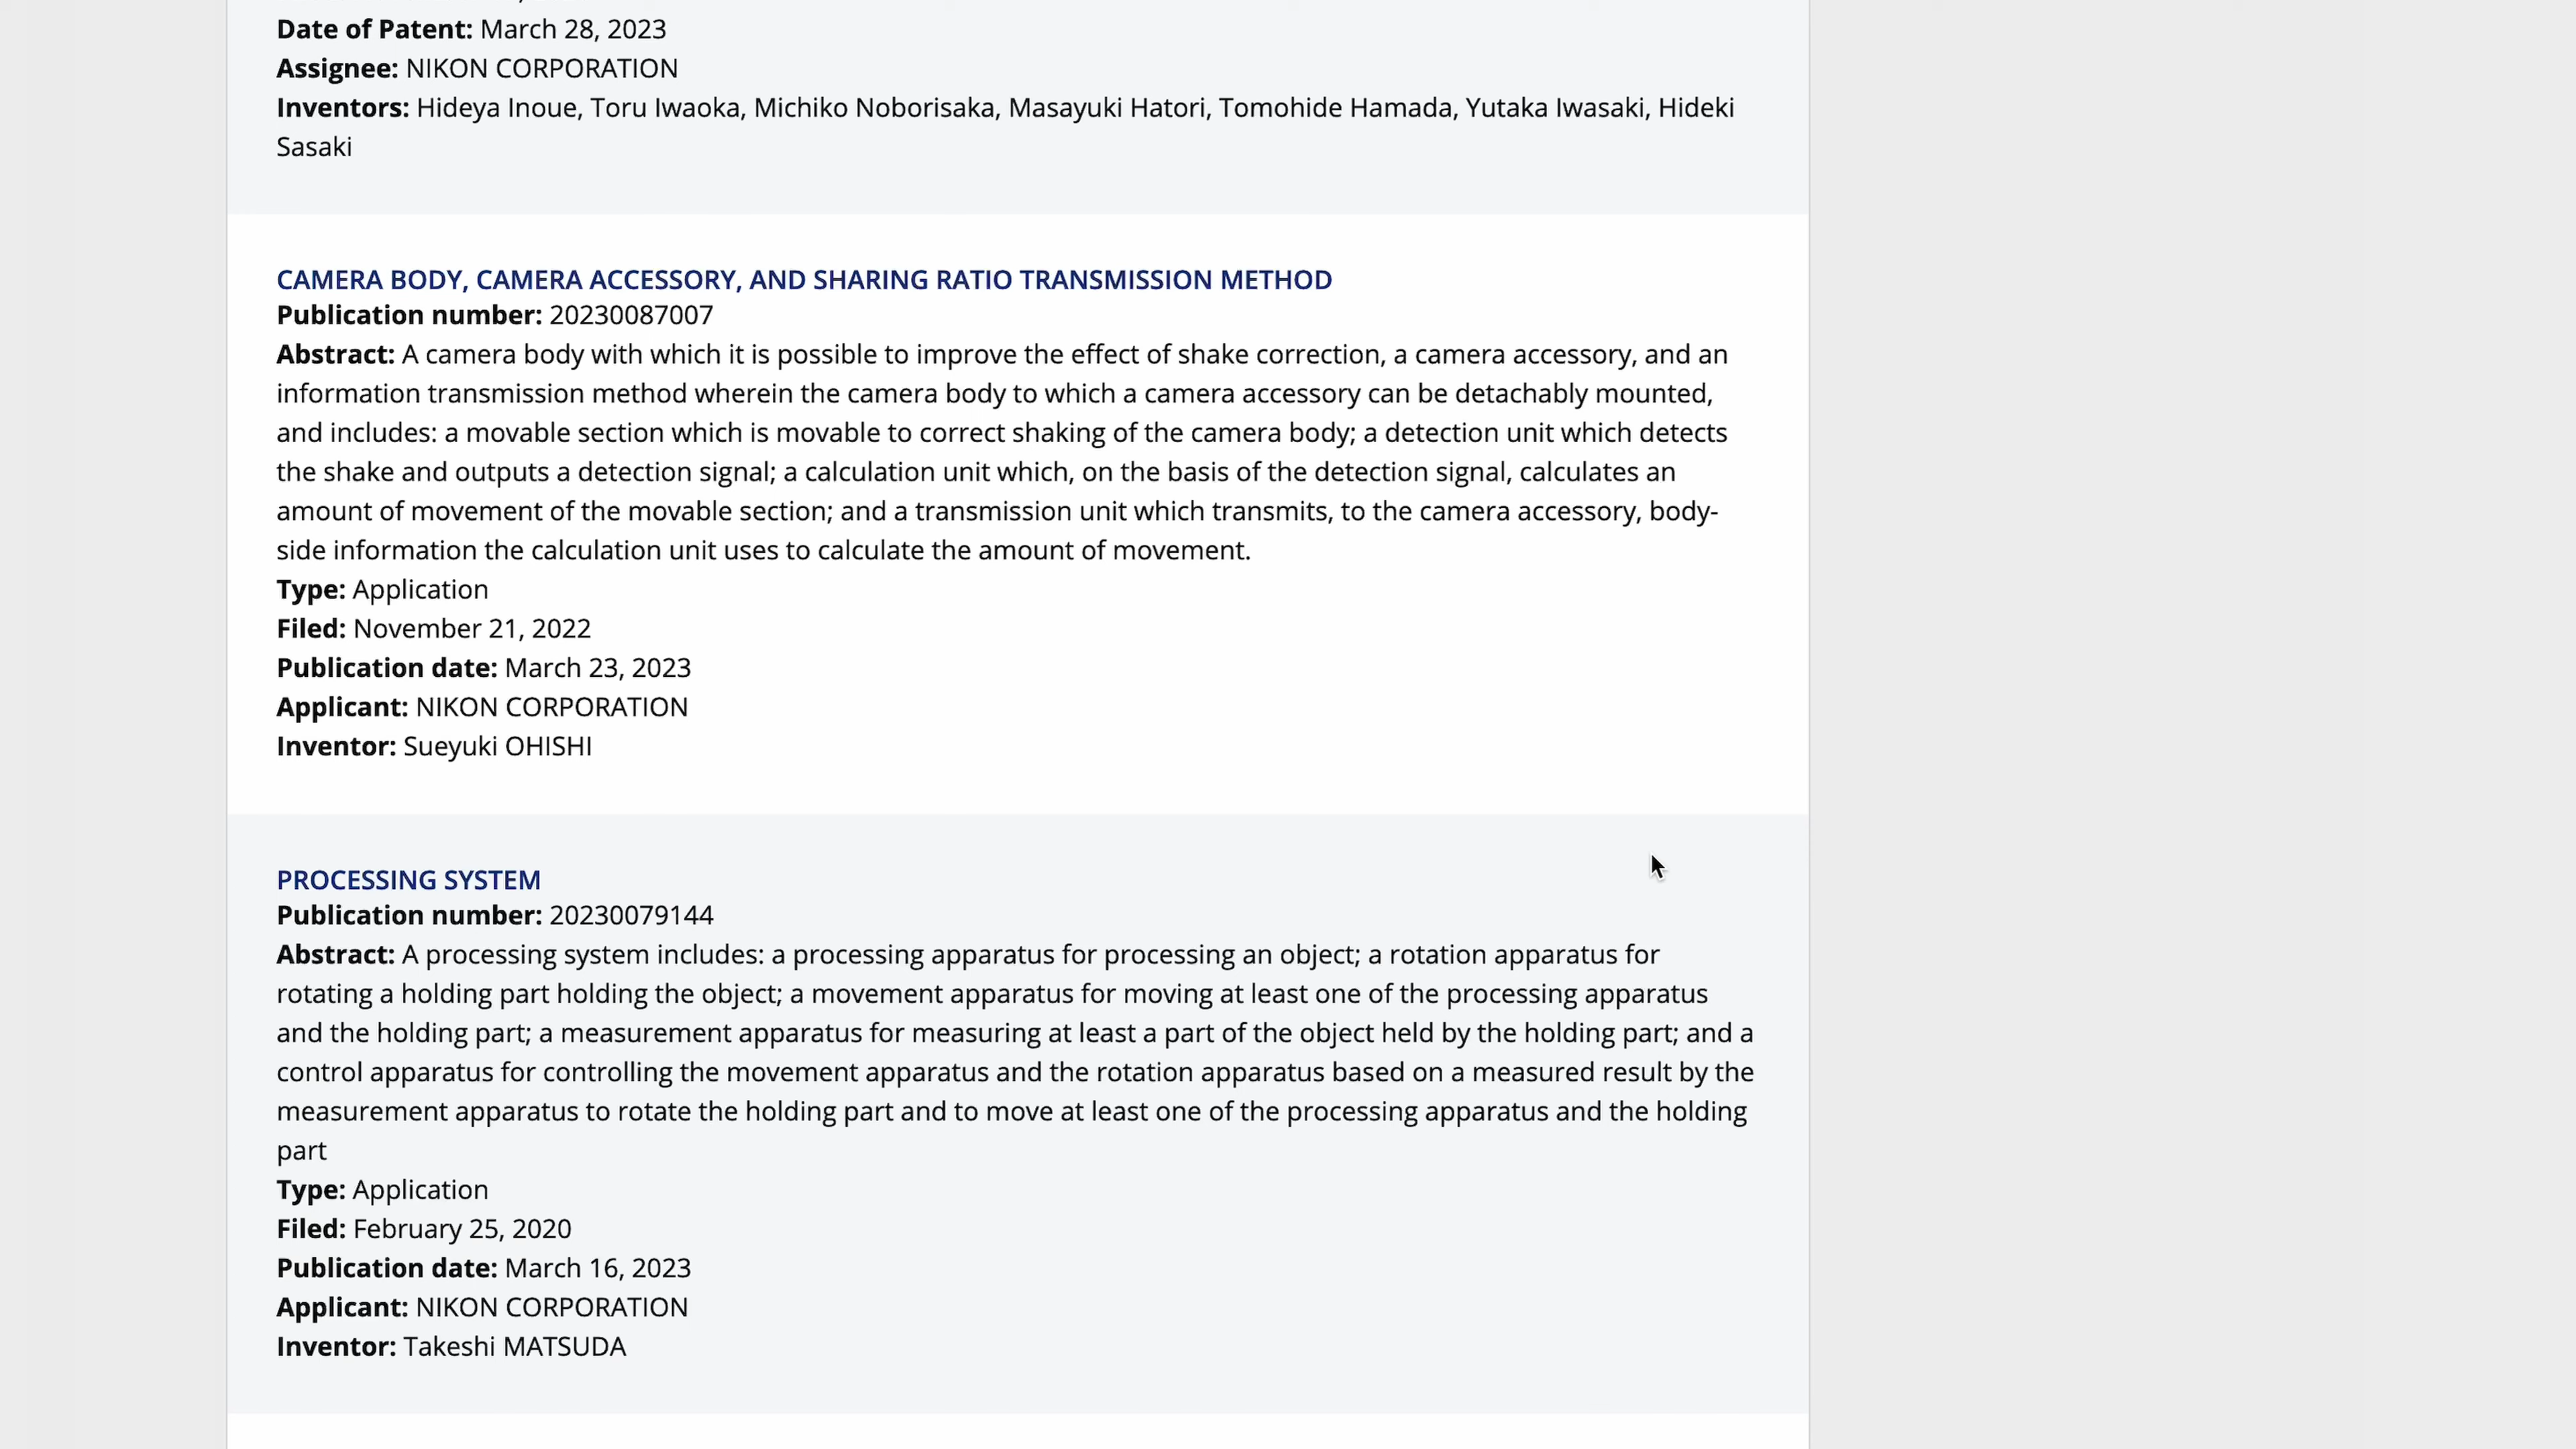 Date of Patent: March 28, 2023
Assignee: NIKON CORPORATION
Inventors: Hideya Inoue, Toru Iwaoka, Michiko Noborisaka, Masayuki Hatori, Tomohide Hamada, Yutaka Iwasaki, Hideki
Sasaki
CAMERA BODY, CAMERA ACCESSORY, AND SHARING RATIO TRANSMISSION METHOD
Publication number: 20230087007
Abstract: A camera body with which it is possible to improve the effect of shake correction, a camera accessory, and an
information transmission method wherein the camera body to which a camera accessory can be detachably mounted,
and includes: a movable section which is movable to correct shaking of the camera body; a detection unit which detects
the shake and outputs a detection signal; a calculation unit which, on the basis of the detection signal, calculates an
amount of movement of the movable section; and a transmission unit which transmits, to the camera accessory, body-
side information the calculation unit uses to calculate the amount of movement.
Type: Application
Filed: November 21, 2022
Publication date: March 23, 2023
Applicant: NIKON CORPORATION
Inventor: Sueyuki OHISHI
PROCESSING SYSTEM
Publication number: 20230079144
Abstract: A processing system includes: a processing apparatus for processing an object; a rotation apparatus for
rotating a holding part holding the object; a movement apparatus for moving at least one of the processing apparatus
and the holding part; a measurement apparatus for measuring at least a part of the object held by the holding part; and a
control apparatus for controlling the movement apparatus and the rotation apparatus based on a measured result by the
measurement apparatus to rotate the holding part and to move at least one of the processing apparatus and the holding
part
Type: Application
Filed: February 25, 2020
Publication date: March 16, 2023
Applicant: NIKON CORPORATION
Inventor: Takeshi MATSUDA